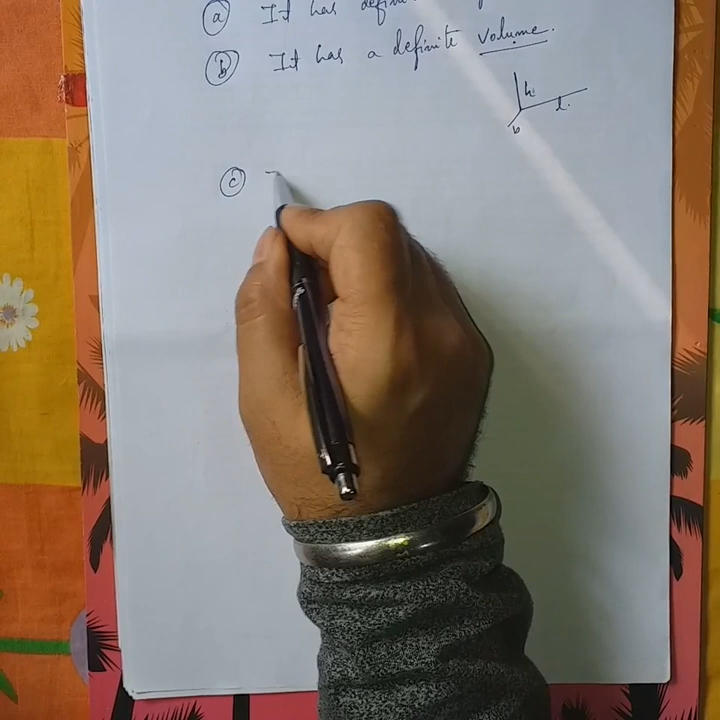 (a) It has
(b) It has a definite volume.
h
l
b
(c)